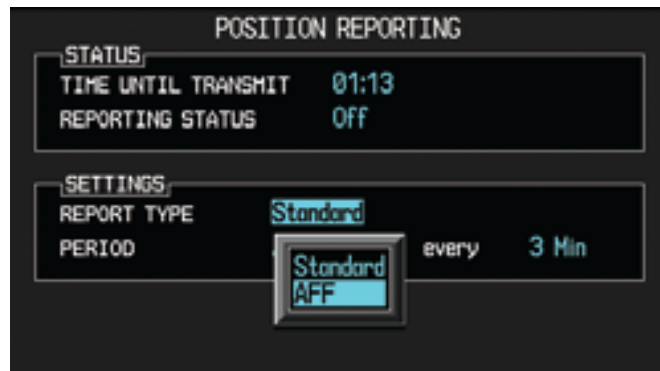 POSITION REPORTING
STATUS
TIME UNTIL TRANSMIT 01:13
REPORTING STATUS Off
SETTINGS
REPORT TYPE Standard
PERIOD every 3 Min
Standard
AFF